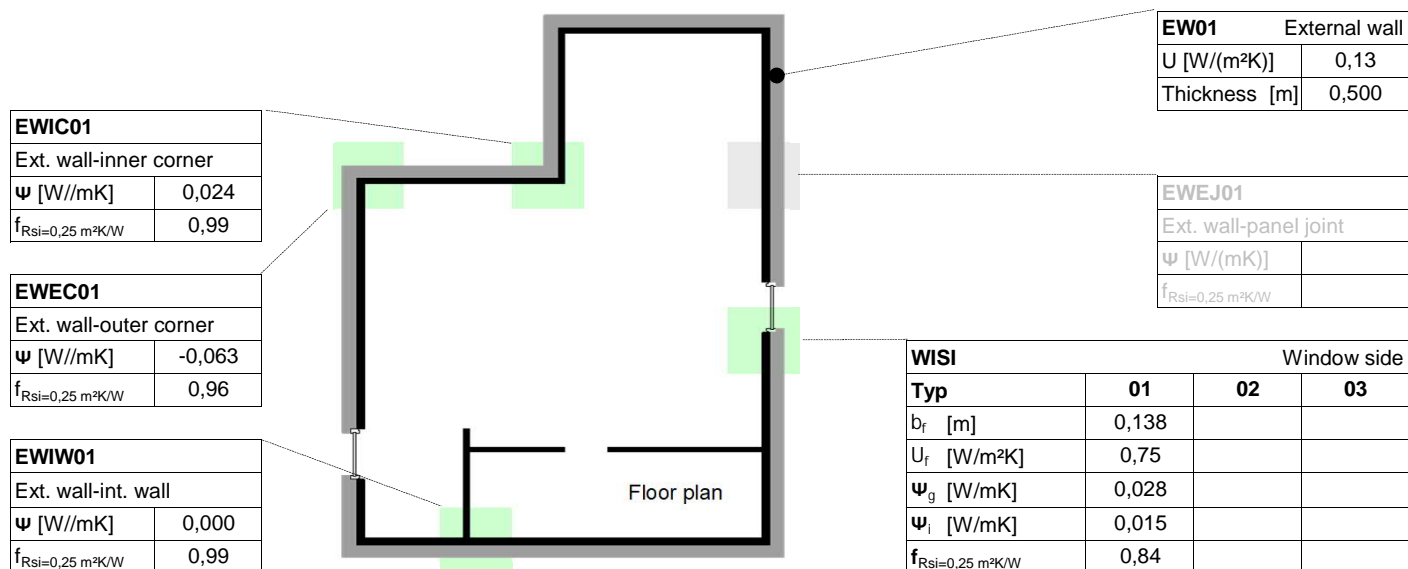 EW01 External wall
U [W/(m²K)] 0,13
Thickness [m] 0,500
EWIC01
Ext. wall-inner corner
Ψ [W//mK] 0,024
fRsi=0,25 m²K/W 0,99
EWEC01
Ext. wall-outer corner
Ψ [W//mK] -0,063
fRsi=0,25 m²K/W 0,96
EWIW01
Ext. wall-int. wall
Ψ [W//mK] 0,000
fRsi=0,25 m²K/W 0,99
Floor plan
EWEJ01
Ext. wall-panel joint
Ψ [W/(mK)]
fRsi=0,25 m²K/W
WISI Window side
Typ 01 02 03
bf [m] 0,138
Uf [W/m²K] 0,75
Ψg [W/mK] 0,028
Ψi [W/mK] 0,015
fRsi=0,25 m²K/W 0,84